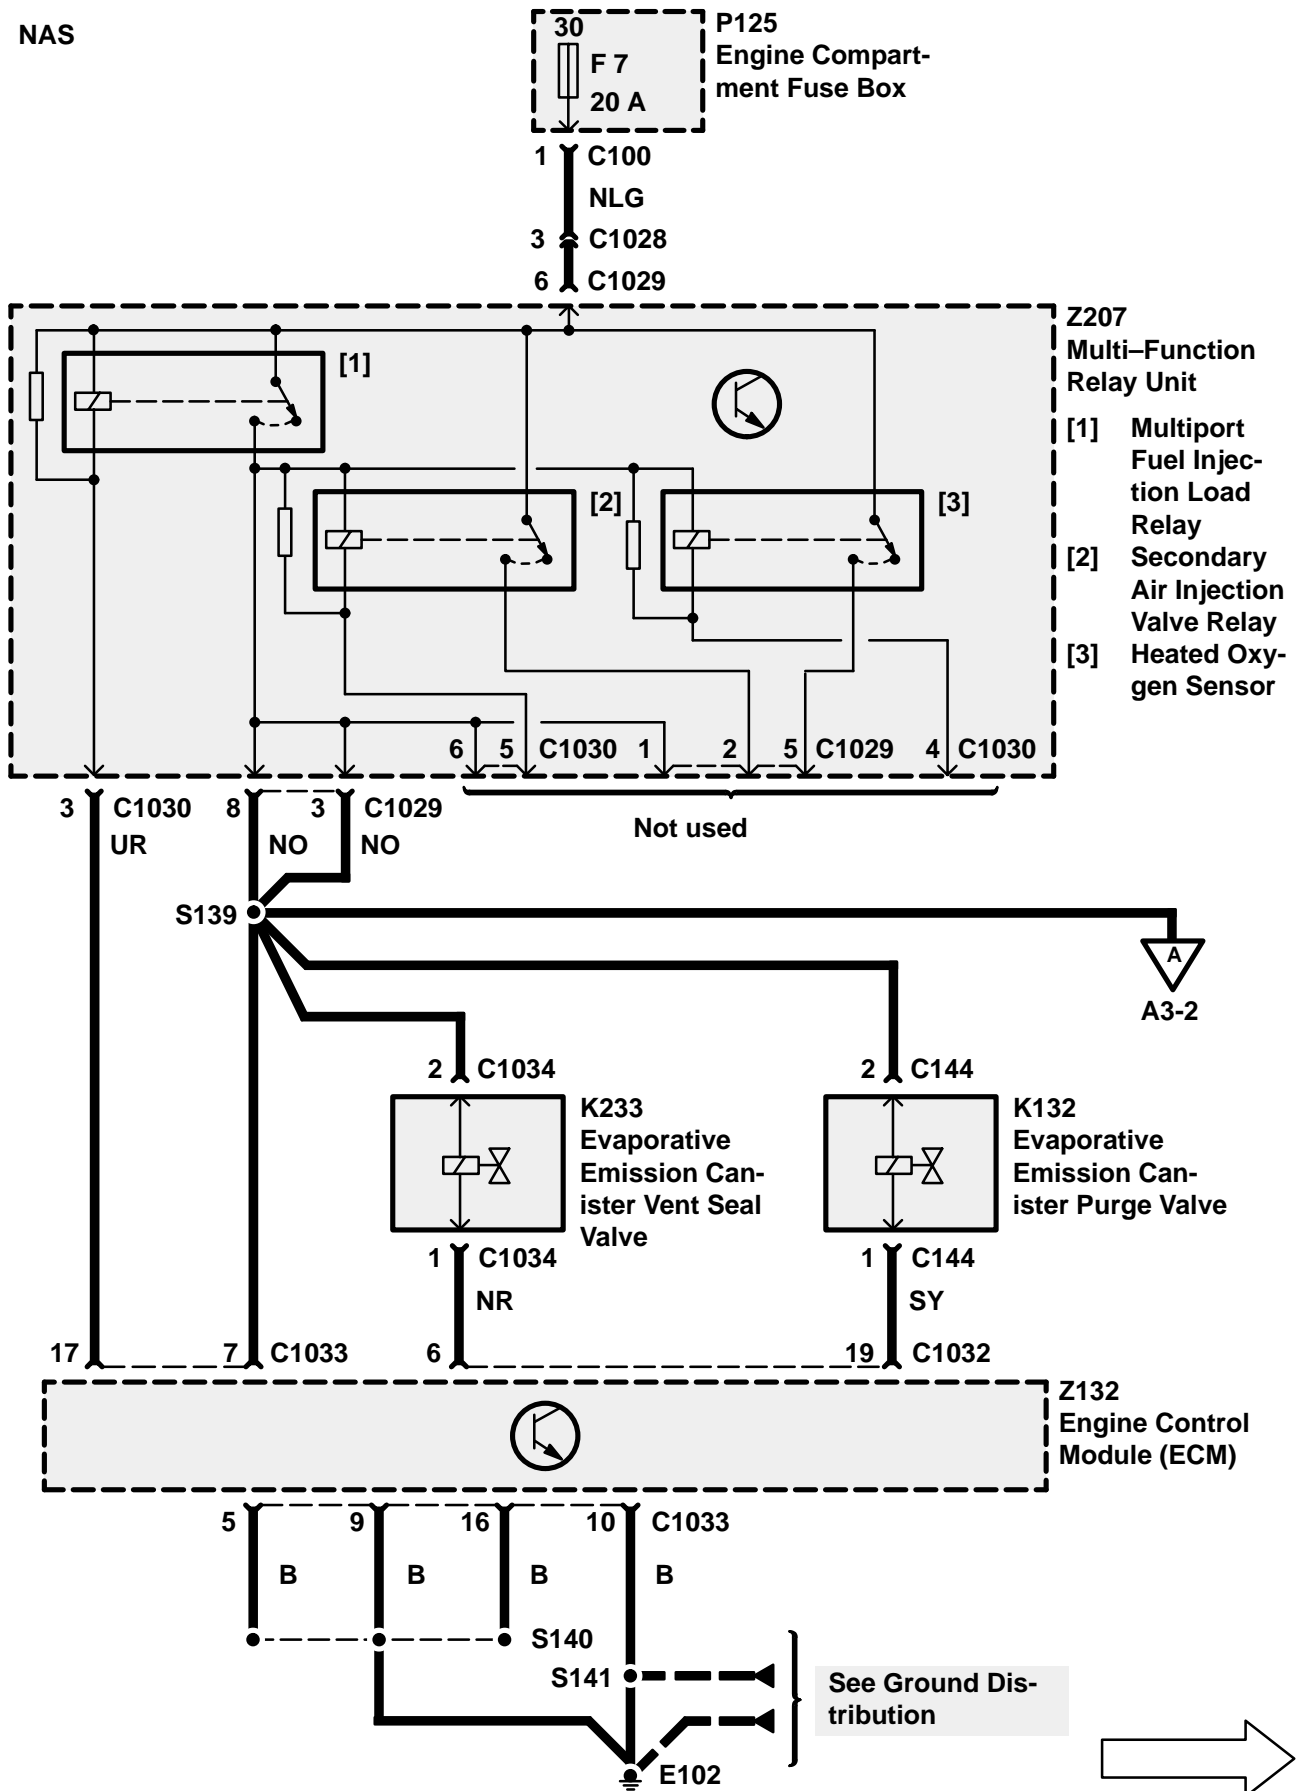 NAS
30
F 7
20 A
P125
Engine Compart-
ment Fuse Box
1 C100
NLG
3 C1028
6 C1029
Z207
Multi–Function
Relay Unit
[1] Multiport
Fuel Injec-
tion Load
Relay
[2] Secondary
Air Injection
Valve Relay
[3] Heated Oxy-
gen Sensor
[1]
[2]
[3]
6 5 C1030 1 2 5 C1029 4 C1030
3 C1030 8 3 C1029
Not used
UR NO NO
S139
A
A3-2
2 C1034 2 C144
K233
Evaporative
Emission Can-
ister Vent Seal
Valve
K132
Evaporative
Emission Can-
ister Purge Valve
1 C1034 1 C144
NR SY
17 7 C1033 6 19 C1032
Z132
Engine Control
Module (ECM)
5 9 16 10 C1033
B B B B
S140
S141
See Ground Dis-
tribution
E102